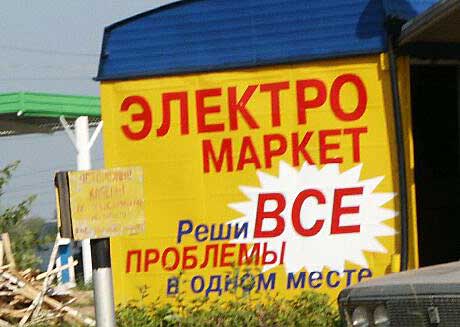 ЭЛЕКТРО
МАРКЕТ
Реши ВСЕ
ПРОБЛЕМЫ
в одном месте